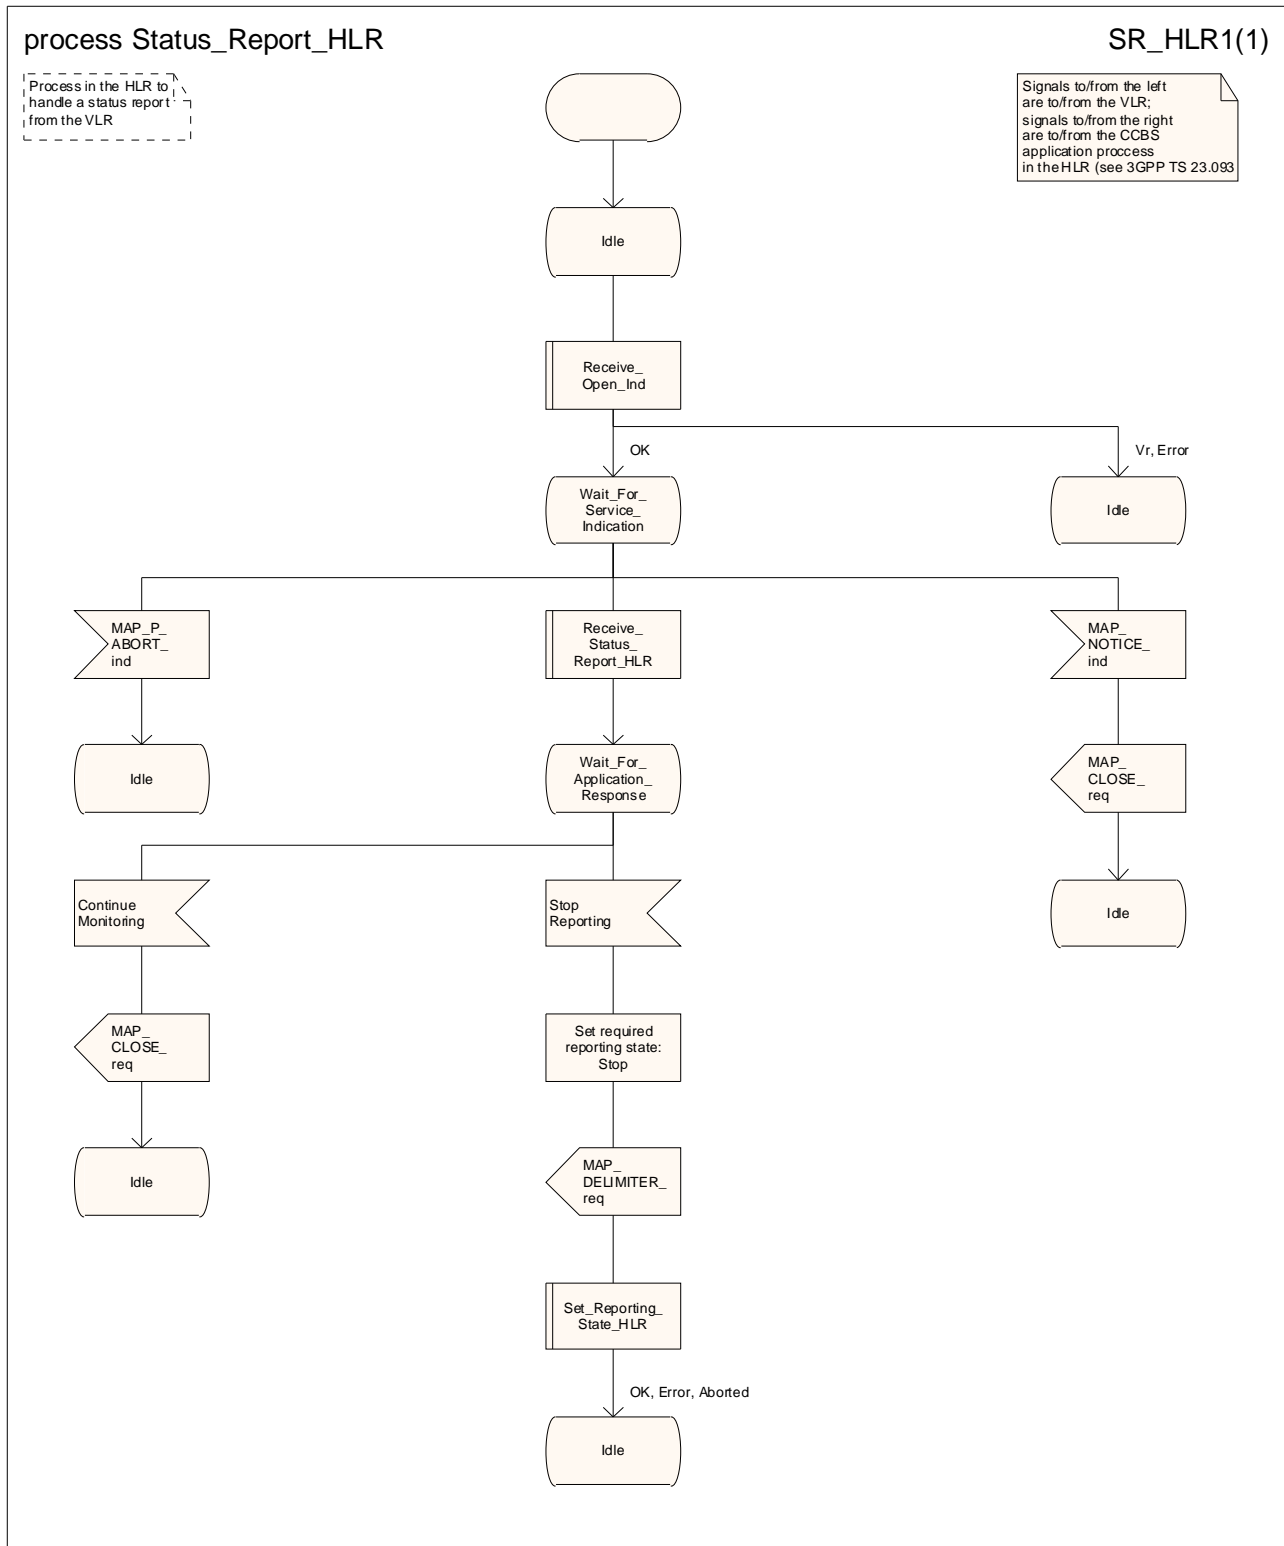 process Status_Report_HLR
SR_HLR1(1)
Process in the HLR to
handle a status report
from the VLR
Signals to/from the left
are to/from the VLR;
signals to/from the right
are to/from the CCBS
application proccess
in the HLR (see 3GPP TS 23.093
Idle
Receive_
Open_Ind
OK
Vr, Error
Wait_For_
Service_
Indication
Idle
MAP_P_
ABORT_
ind
Receive_
Status_
Report_HLR
MAP_
NOTICE_
ind
Idle
Wait_For_
Application_
Response
MAP_
CLOSE_
req
Continue
Monitoring
Stop
Reporting
Idle
MAP_
CLOSE_
req
Set required
reporting state:
Stop
Idle
MAP_
DELIMITER_
req
Set_Reporting_
State_HLR
OK, Error, Aborted
Idle